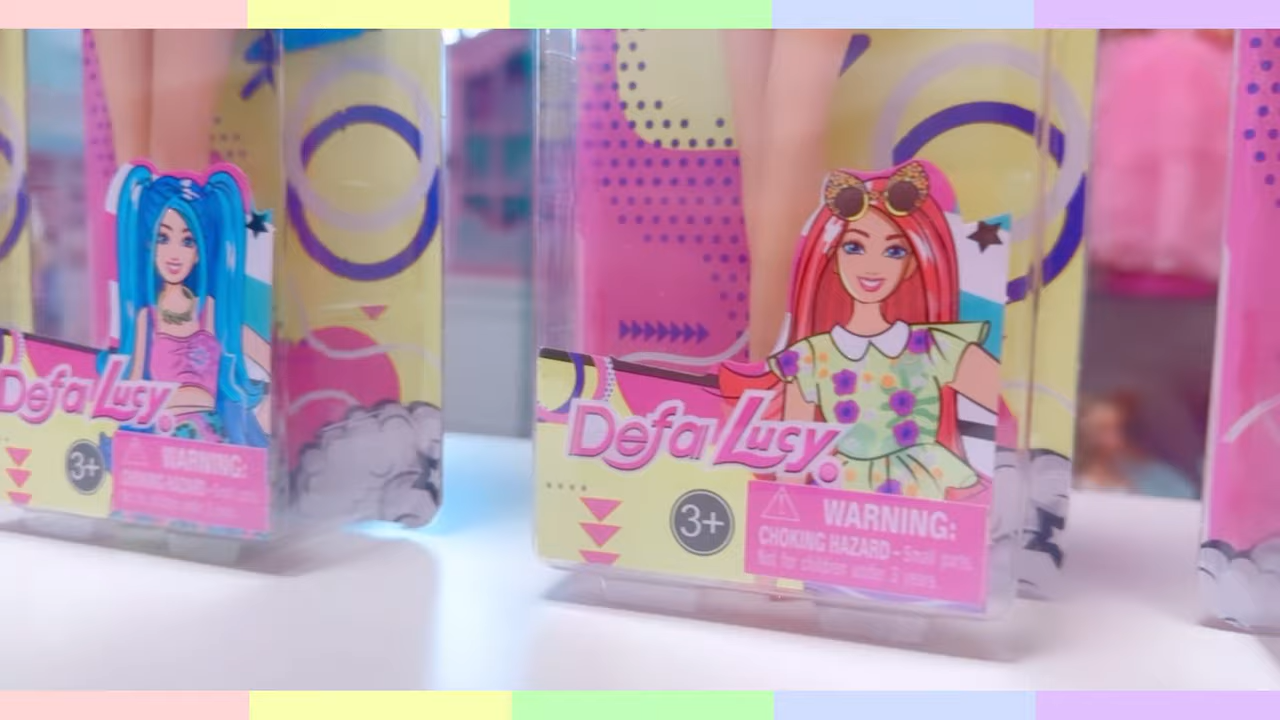 Defa Lucy
3+
WARNING:
Defa Lucy
3+
WARNING:
CHOKING HAZARD - Small parts.
Not for children under 3 years.